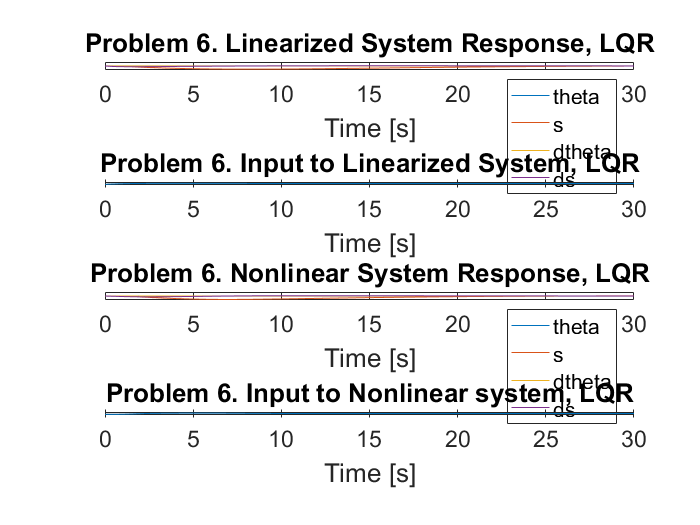 Problem 6. Linearized System Response, LQR
0 5 10 15 20 30
theta
Time [s]
s
dtheta
Problem 6. Input to Linearized System, LQR
ds
0 5 10 15 20 25 30
Time [s]
Problem 6. Nonlinear System Response, LQR
0 5 10 15 20 30
theta
Time [s]
s
dtheta
Problem 6. Input to Nonlinear system, LQR
ds
0 5 10 15 20 25 30
Time [s]